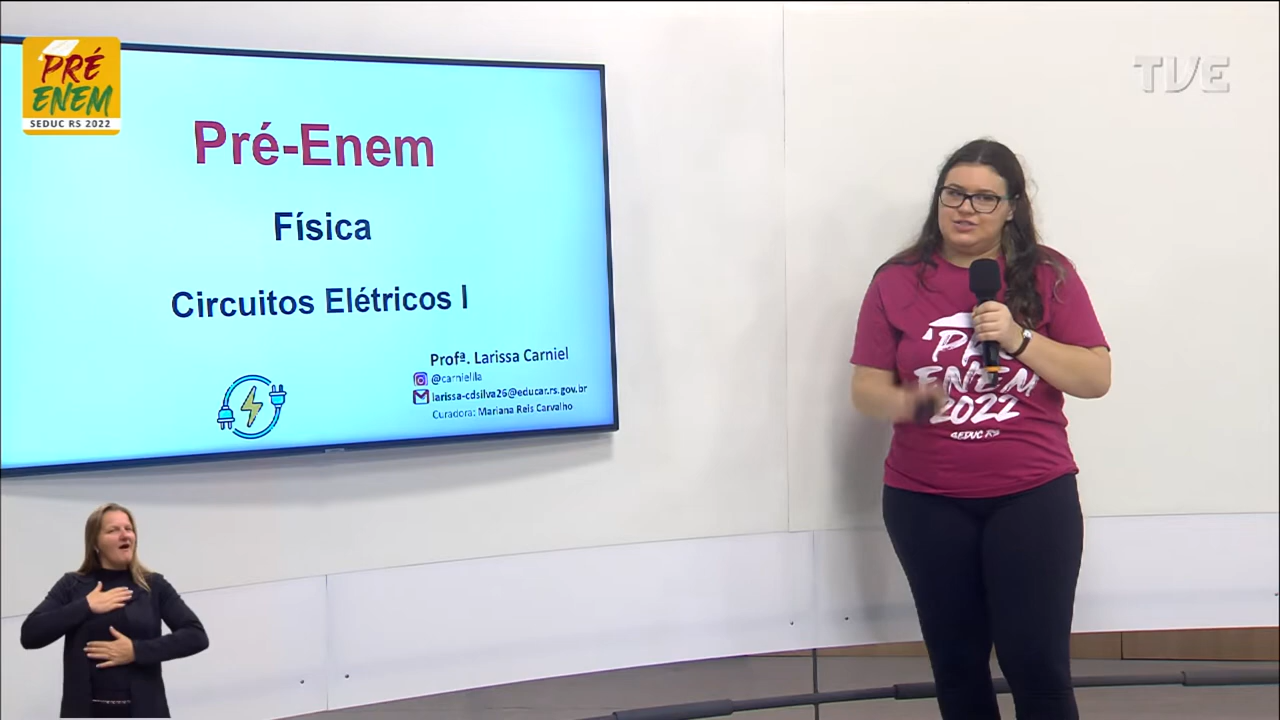 PRÉ
ENEM
SEDUC RS 2022
TVE
Pré-Enem
Física
Circuitos Elétricos I
Profª. Larissa Carniel
@carnielila
larissa-cdsilva26@educar.rs.gov.br
Curadora: Mariana Reis Carvalho
PRÉ
ENEM
2022
SEDUC RS